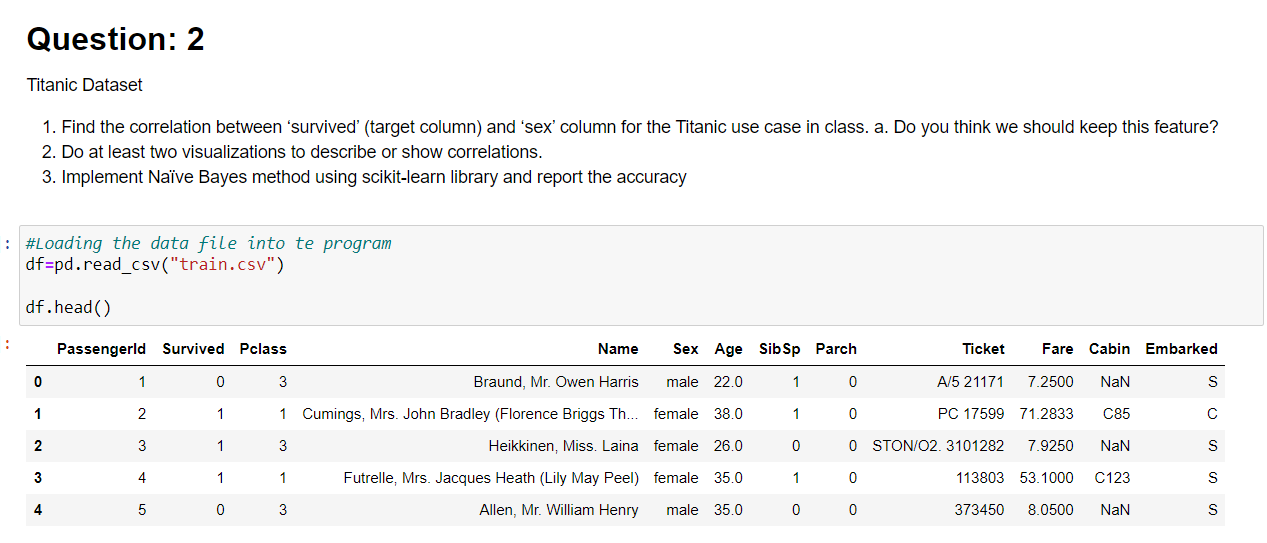 Question: 2
Titanic Dataset
1. Find the correlation between ‘survived’ (target column) and ‘sex’ column for the Titanic use case in class. a. Do you think we should keep this feature?
2. Do at least two visualizations to describe or show correlations.
3. Implement Naïve Bayes method using scikit-learn library and report the accuracy
: #Loading the data file into te program
df=pd.read_csv("train.csv")
df.head()
:
PassengerId Survived Pclass Name Sex Age SibSp Parch Ticket Fare Cabin Embarked
0 1 0 3 Braund, Mr. Owen Harris male 22.0 1 0 A/5 21171 7.2500 NaN S
1 2 1 1 Cumings, Mrs. John Bradley (Florence Briggs Th... female 38.0 1 0 PC 17599 71.2833 C85 C
2 3 1 3 Heikkinen, Miss. Laina female 26.0 0 0 STON/O2. 3101282 7.9250 NaN S
3 4 1 1 Futrelle, Mrs. Jacques Heath (Lily May Peel) female 35.0 1 0 113803 53.1000 C123 S
4 5 0 3 Allen, Mr. William Henry male 35.0 0 0 373450 8.0500 NaN S